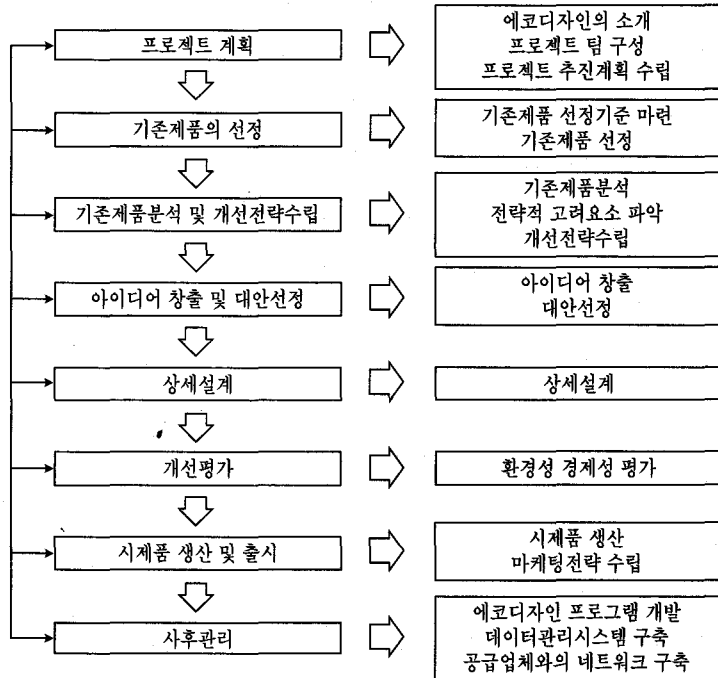 프로젝트 계획
에코디자인의 소개
프로젝트 팀 구성
프로젝트 추진계획 수립
기존제품의 선정
기존제품 선정기준 마련
기존제품 선정
기존제품분석 및 개선전략수립
기존제품분석
전략적 고려요소 파악
개선전략수립
아이디어 창출 및 대안선정
아이디어 창출
대안선정
상세설계
상세설계
개선평가
환경성 경제성 평가
시제품 생산 및 출시
시제품 생산
마케팅전략 수립
사후관리
에코디자인 프로그램 개발
데이터관리시스템 구축
공급업체와의 네트워크 구축